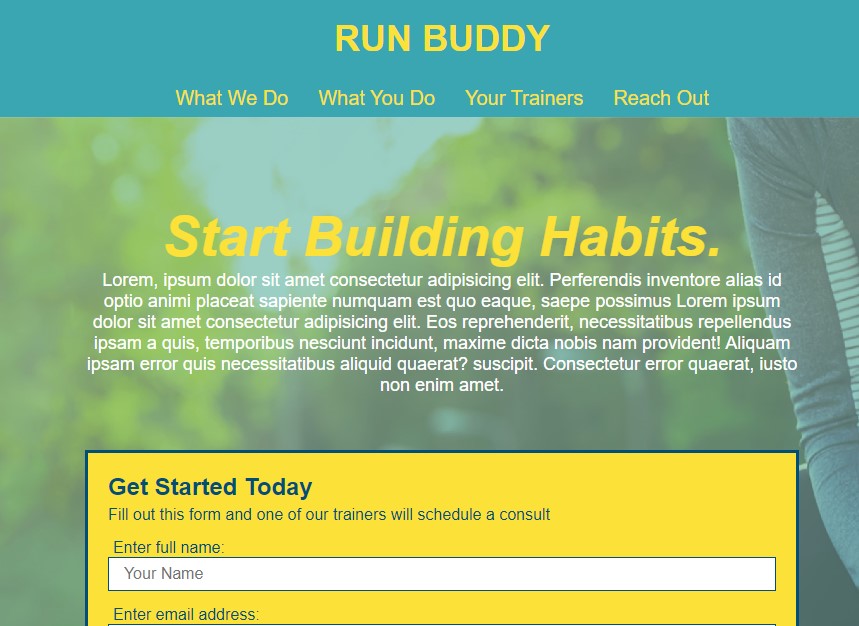 RUN BUDDY
What We Do What You Do Your Trainers Reach Out
Start Building Habits.
Lorem, ipsum dolor sit amet consectetur adipisicing elit. Perferendis inventore alias id
optio animi placeat sapiente numquam est quo eaque, saepe possimus Lorem ipsum
dolor sit amet consectetur adipisicing elit. Eos reprehenderit, necessitatibus repellendus
ipsam a quis, temporibus nesciunt incidunt, maxime dicta nobis nam provident! Aliquam
ipsam error quis necessitatibus aliquid quaerat? suscipit. Consectetur error quaerat, iusto
non enim amet.
Get Started Today
Fill out this form and one of our trainers will schedule a consult
Enter full name:
Your Name
Enter email address: